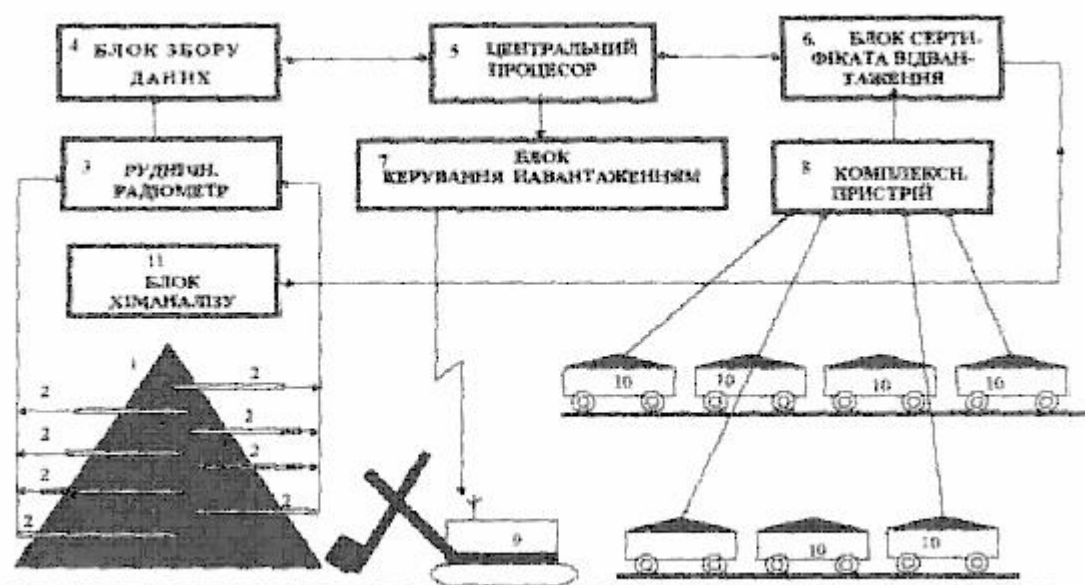 4 БЛОК ЗБОРУ
ДАНИХ
5 ЦЕНТРАЛЬНИЙ
ПРОЦЕСОР
6. БЛОК СЕРТИ-
ФІКАТА ВІДВАН-
ТАЖЕННЯ
3 РУДНИЧН.
РАДІОМЕТР
7 БЛОК
КЕРУВАННЯ НАВАНТАЖЕННЯМ
8 КОМПЛЕКСН.
ПРИСТРІЙ
11
БЛОК
ХІМАНАЛІЗУ
1
2
2
2
2
2
2
2
2
2
10
10
10
10
9
10
10
10